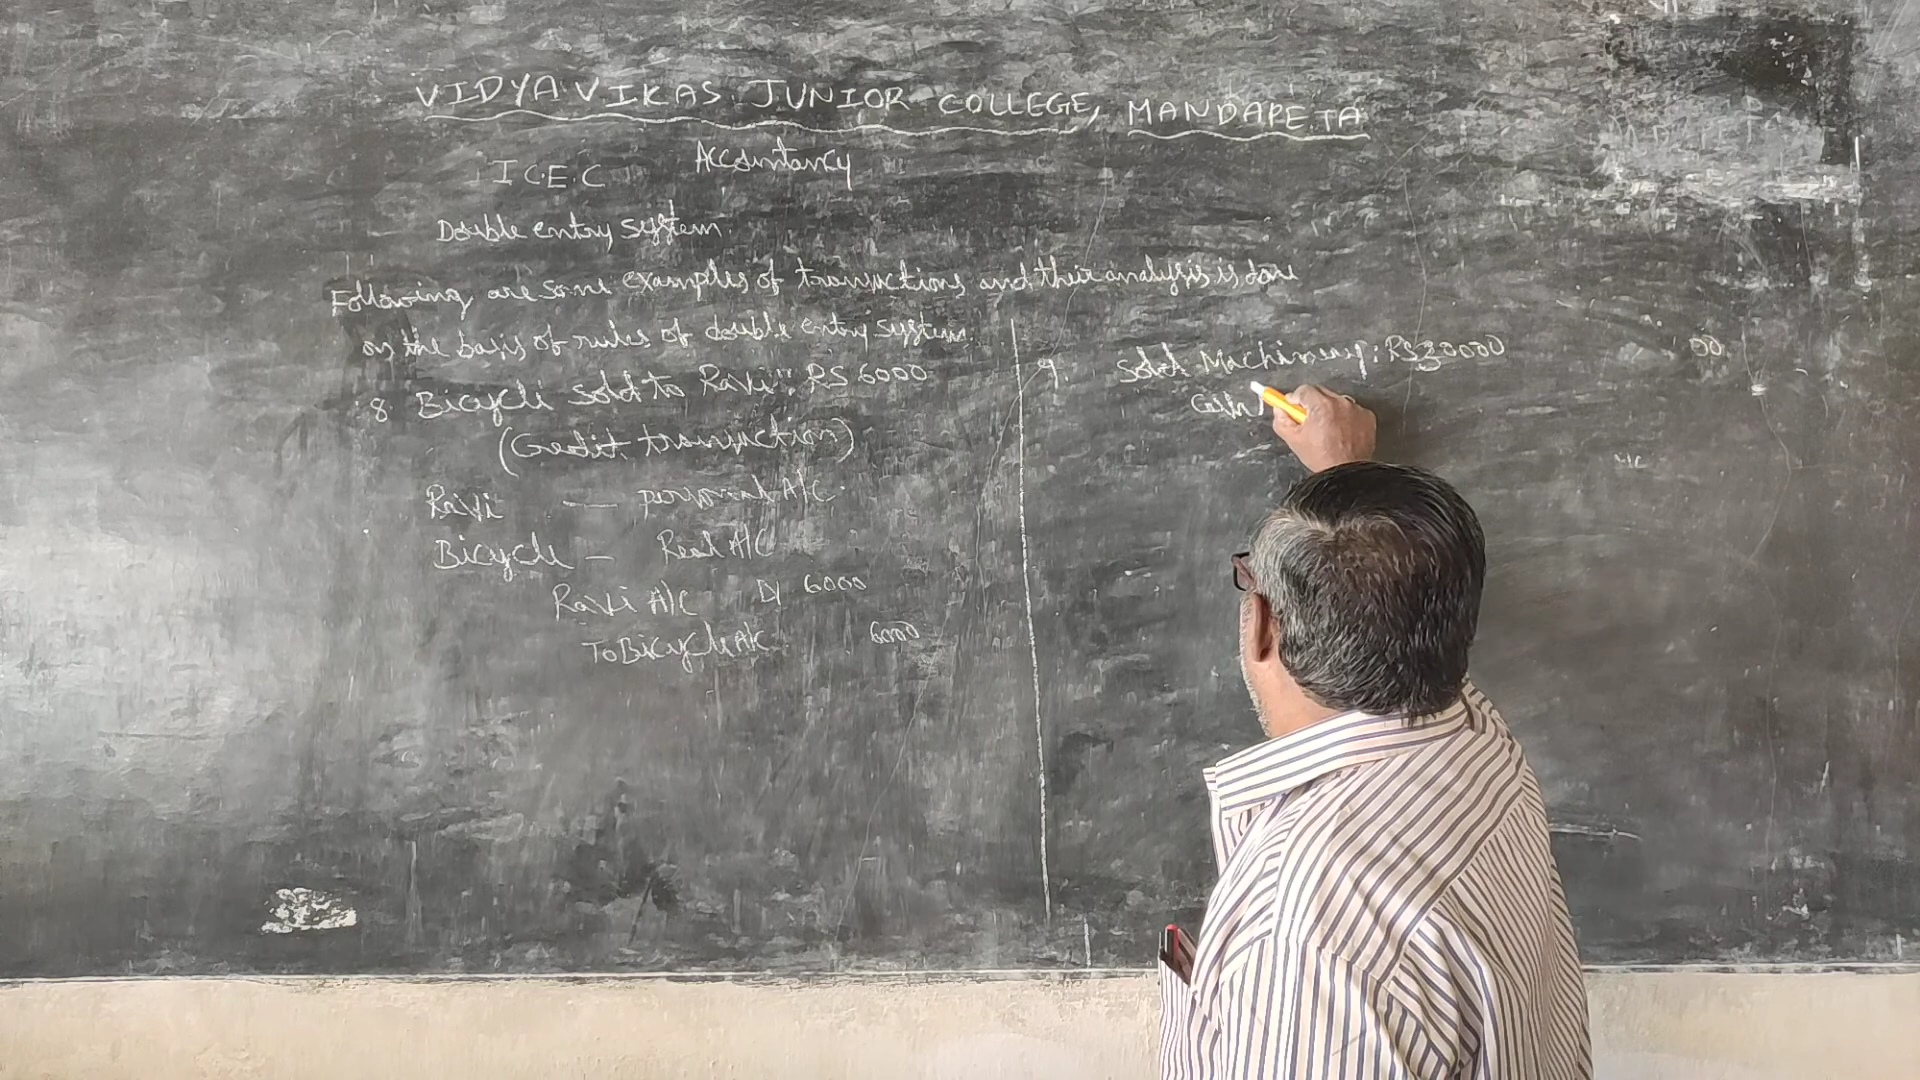 VIDYA VIKAS JUNIOR COLLEGE, MANDAPETA
I C.E.C Accountancy
Double entry system.
Following are some examples of transactions and their analysis is done
on the basis of rules of double entry system.
8 Bicycle sold to Ravi: RS 6000
(Credit transaction)
Ravi — personal A/C.
Bicycle — Real A/C
Ravi A/C Dr 6000
To Bicycle A/C 6000
9. Sold Machinery: RS 30000
00